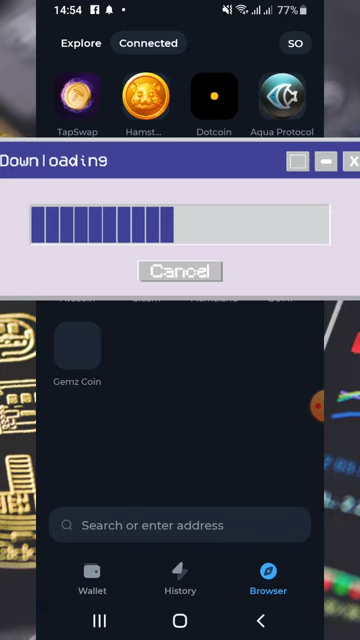 14:54
77%
Explore
Connected
SO
TapSwap
Hamst...
Dotcoin
Aqua Protocol
Downloading
Cancel
Gemz Coin
Search or enter address
Wallet
History
Browser